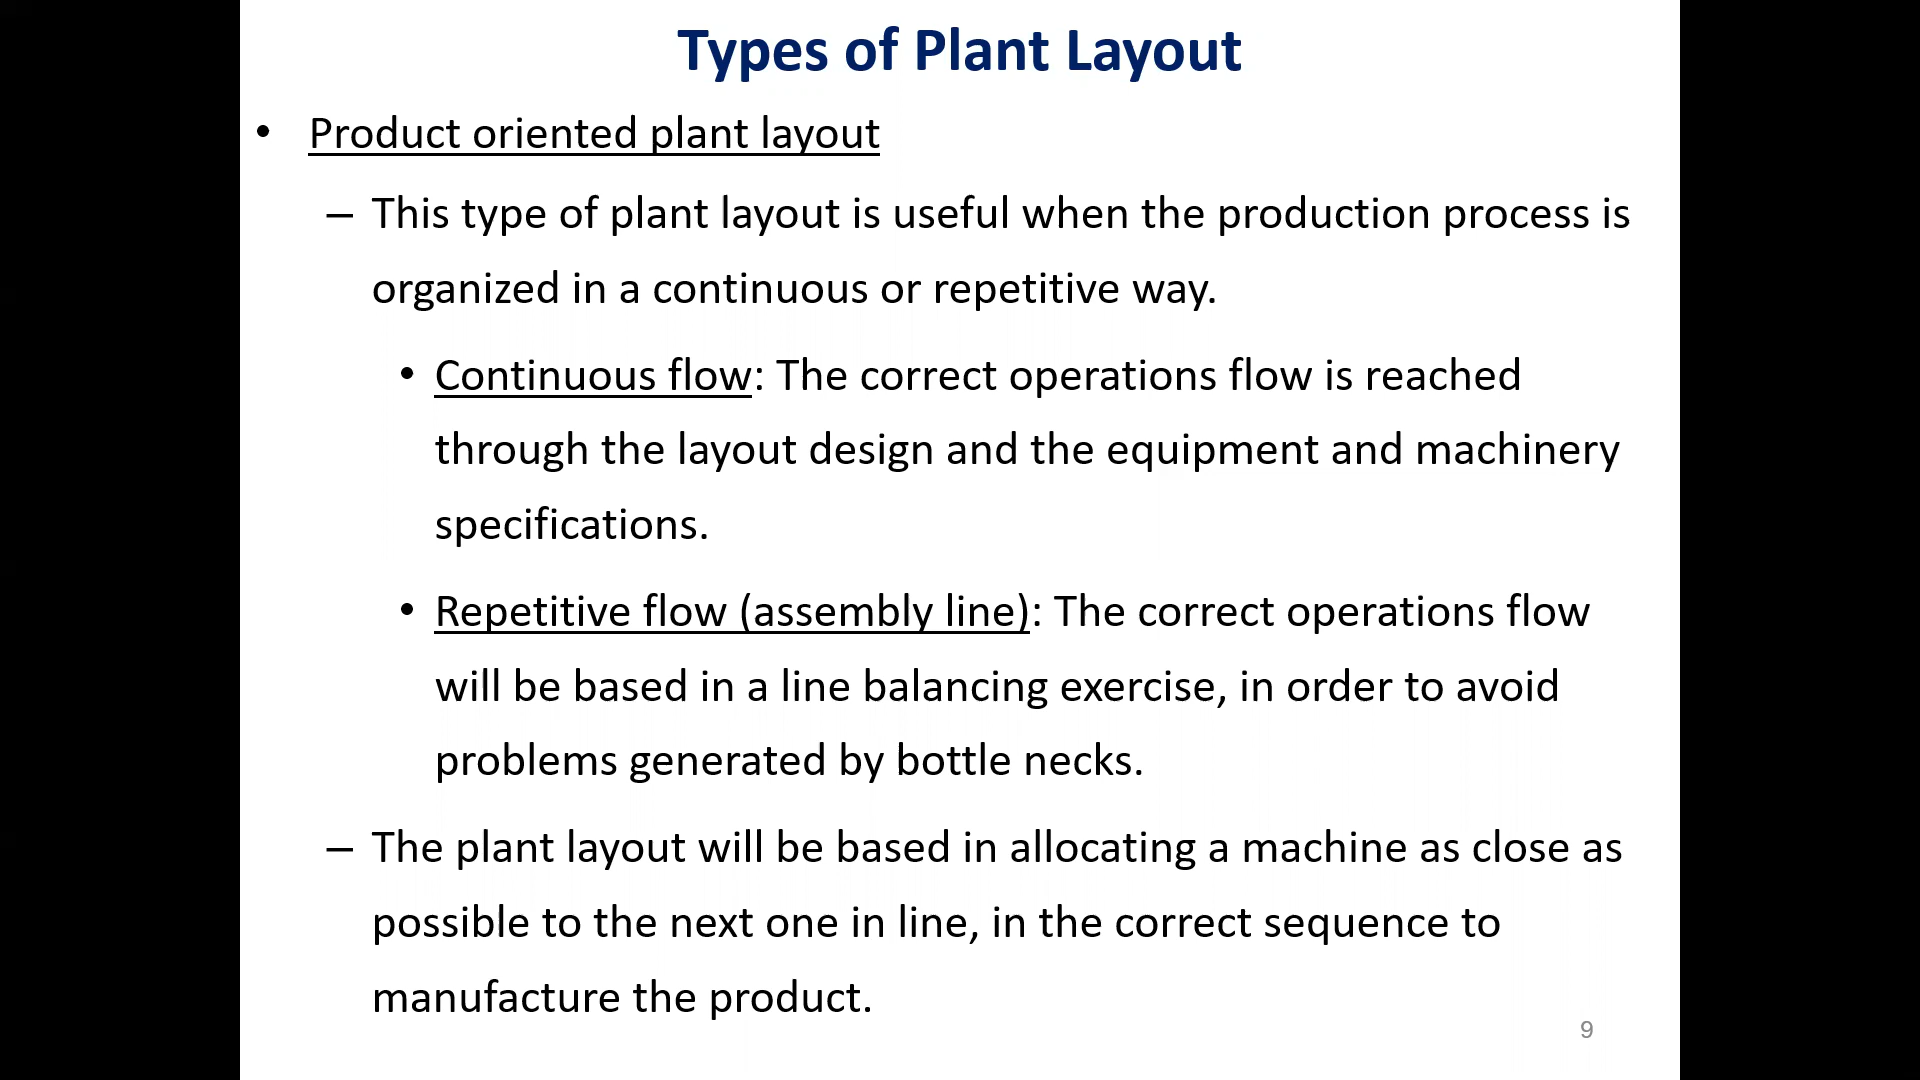 Types of Plant Layout
• Product oriented plant layout
– This type of plant layout is useful when the production process is
organized in a continuous or repetitive way.
• Continuous flow: The correct operations flow is reached
through the layout design and the equipment and machinery
specifications.
• Repetitive flow (assembly line): The correct operations flow
will be based in a line balancing exercise, in order to avoid
problems generated by bottle necks.
– The plant layout will be based in allocating a machine as close as
possible to the next one in line, in the correct sequence to
manufacture the product.
9